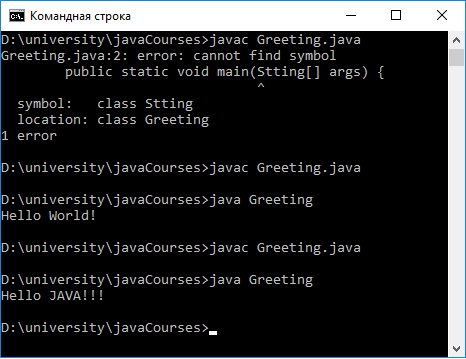 Командная строка
D:\university\javaCourses>javac Greeting.java
Greeting.java:2: error: cannot find symbol
        public static void main(Stting[] args) {
                                ^
  symbol:   class Stting
  location: class Greeting
1 error
D:\university\javaCourses>javac Greeting.java
D:\university\javaCourses>java Greeting
Hello World!
D:\university\javaCourses>javac Greeting.java
D:\university\javaCourses>java Greeting
Hello JAVA!!!
D:\university\javaCourses>